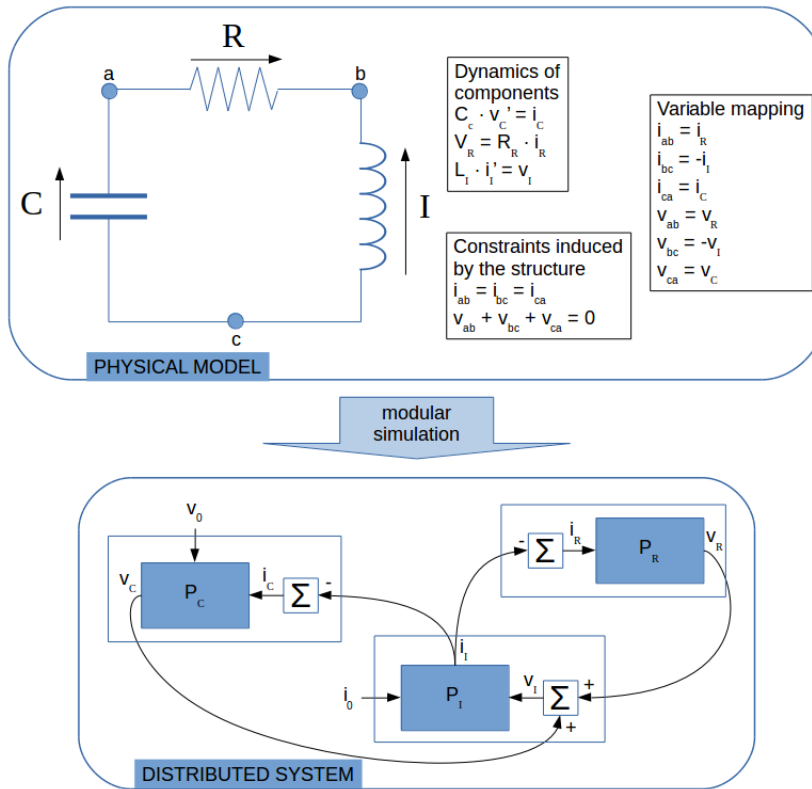 R
a
b
C
I
c
Dynamics of
components
C_c · v_C' = i_C
V_R = R_R · i_R
L_I · i_I' = v_I
Constraints induced
by the structure
i_ab = i_bc = i_ca
v_ab + v_bc + v_ca = 0
Variable mapping
i_ab = i_R
i_bc = -i_I
i_ca = i_C
v_ab = v_R
v_bc = -v_I
v_ca = v_C
PHYSICAL MODEL
modular
simulation
v_0
v_C
P_C
i_C
Σ
-
-
Σ
i_R
P_R
v_R
i_I
i_0
P_I
v_I
Σ
+
+
DISTRIBUTED SYSTEM